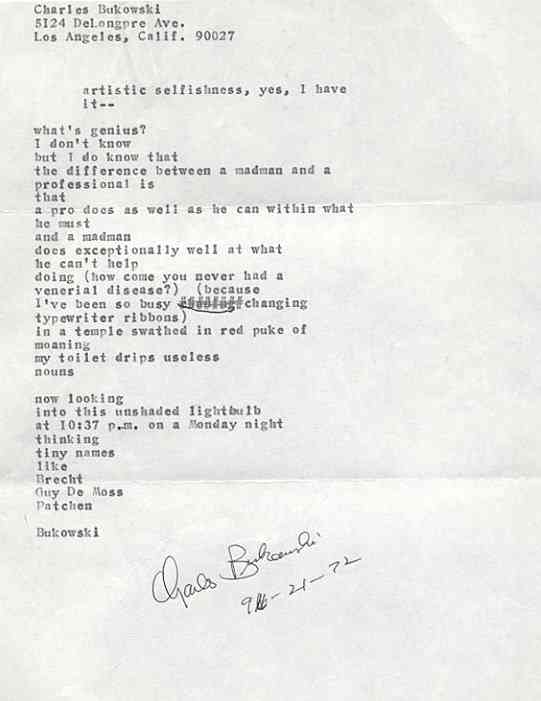 Charles Bukowski
5124 DeLongpre Ave.
Los Angeles, Calif. 90027
artistic selfishness, yes, I have
it--
what's genius?
I don't know
but I do know that
the difference between a madman and a
professional is
that
a pro does as well as he can within what
he must
and a madman
does exceptionally well at what
he can't help
doing (how come you never had a
venerial disease?) (because
I've been so busy changing
typewriter ribbons)
in a temple swathed in red puke of
moaning
my toilet drips useless
nouns
now looking
into this unshaded lightbulb
at 10:37 p.m. on a Monday night
thinking
tiny names
like
Brecht
Guy De Moss
Patchen
Bukowski
Charles Bukowski
-21-72